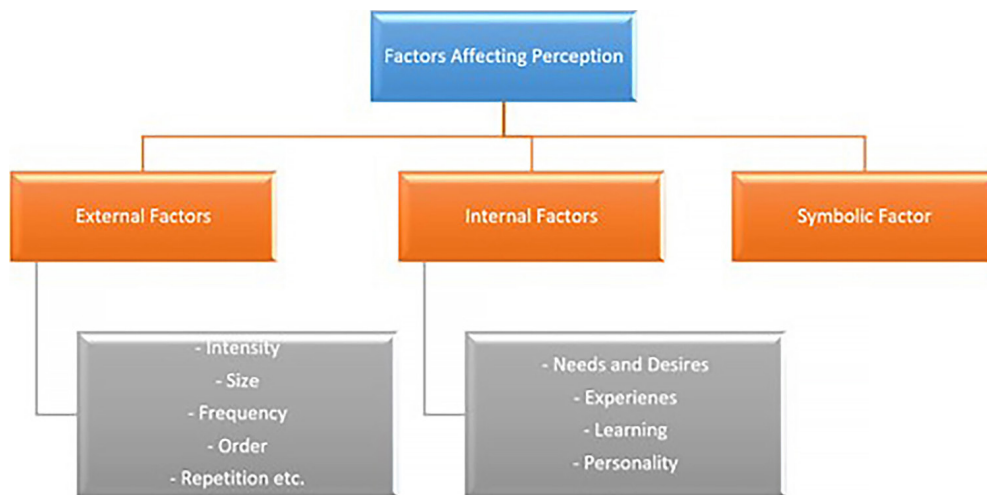 Factors Affecting Perception
External Factors
Internal Factors
Symbolic Factor
- Intensity
- Size
- Frequency
- Order
- Repetition etc.
- Needs and Desires
- Experienes
- Learning
- Personality